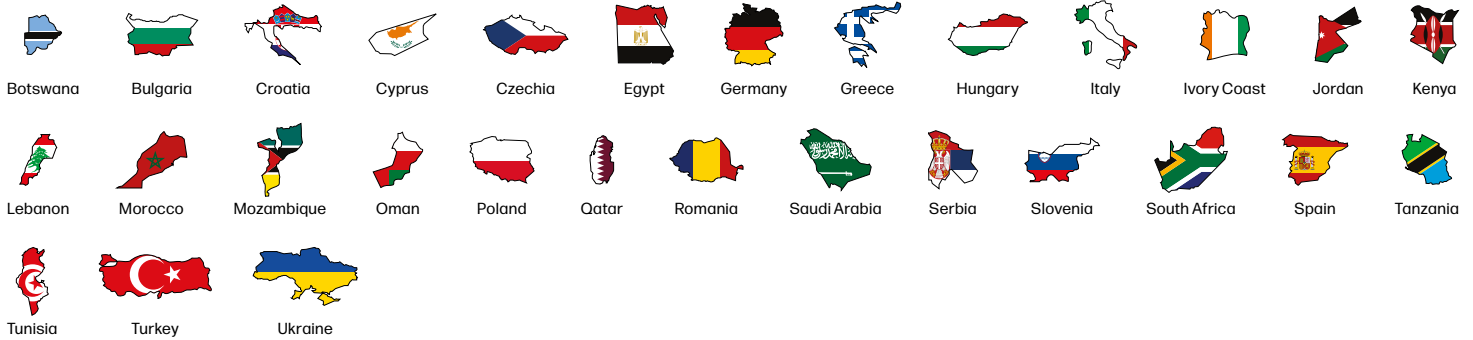 Botswana Bulgaria Croatia Cyprus Czechia Egypt Germany Greece Hungary Italy Ivory Coast Jordan Kenya
Lebanon Morocco Mozambique Oman Poland Qatar Romania Saudi Arabia Serbia Slovenia South Africa Spain Tanzania
Tunisia Turkey Ukraine